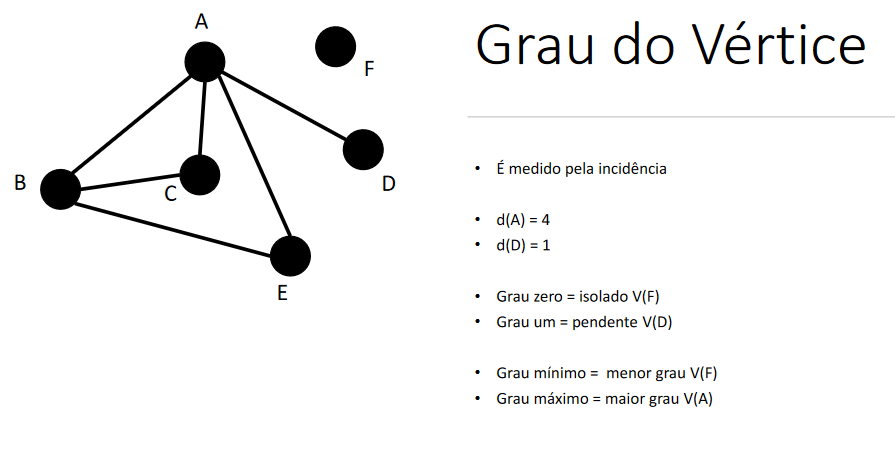 A
F
B
C
D
E
Grau do Vértice
• É medido pela incidência
• d(A) = 4
• d(D) = 1
• Grau zero = isolado V(F)
• Grau um = pendente V(D)
• Grau mínimo =  menor grau V(F)
• Grau máximo = maior grau V(A)